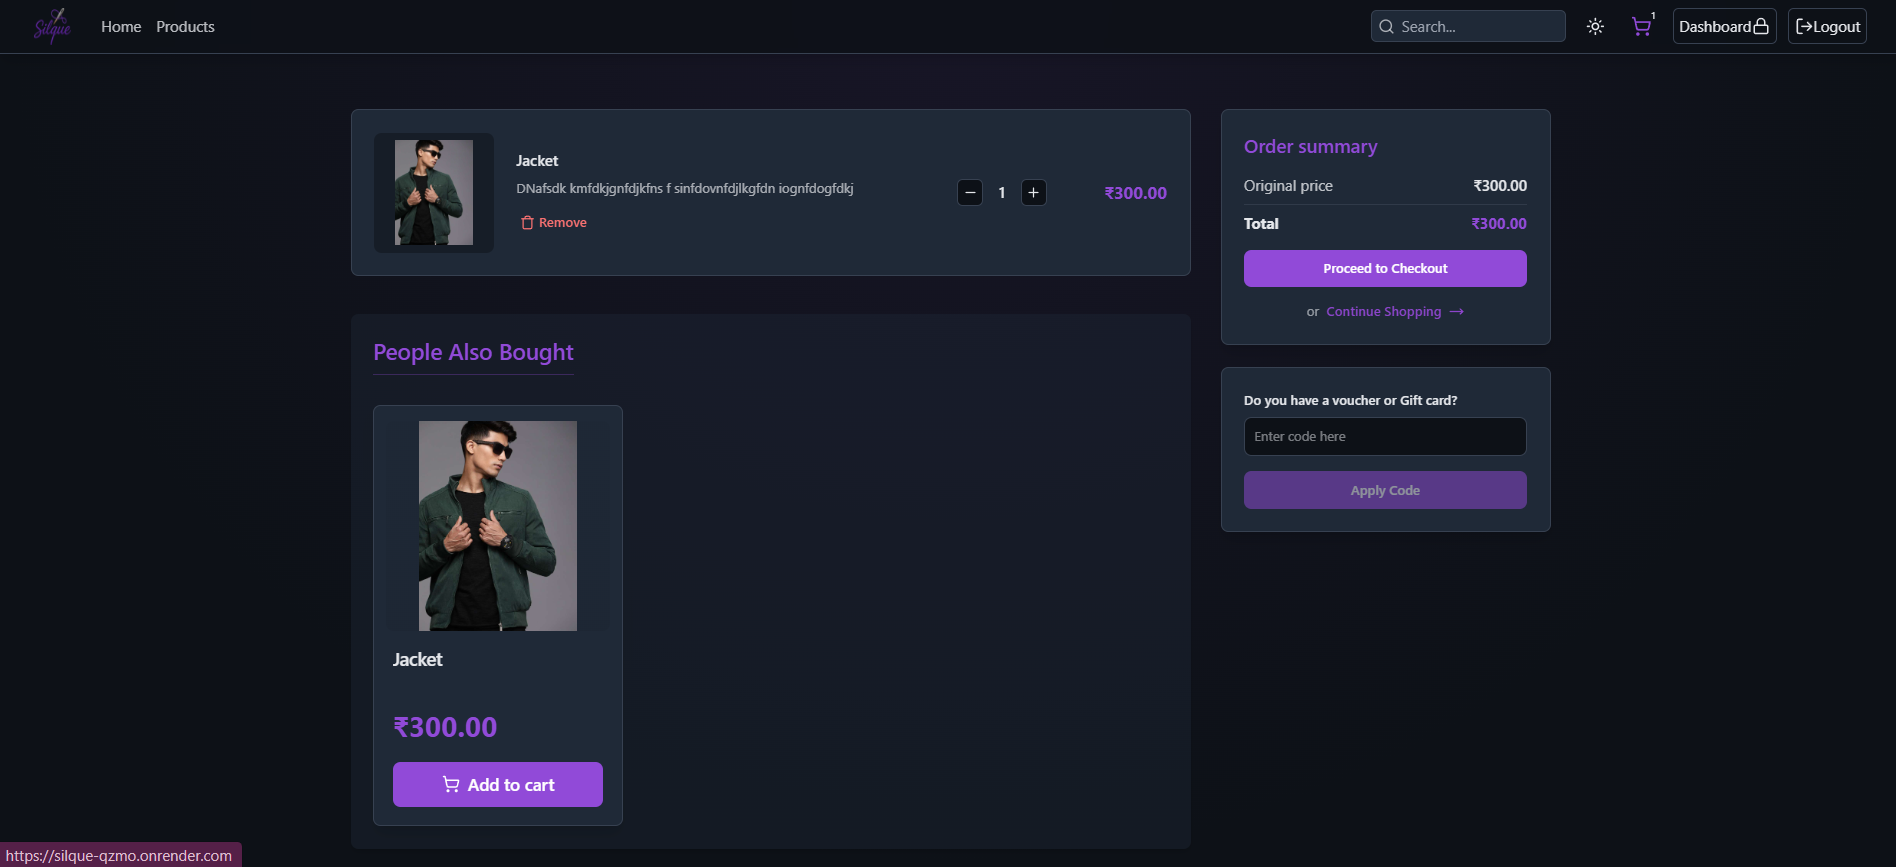 Silque
Home
Products
Search...
1
Dashboard
Logout
Jacket
DNafsdk kmfdkjgnfdjkfns f sinfdovnfdjlkgfdn iognfdogfdkj
Remove
1
₹300.00
Order summary
Original price
₹300.00
Total
₹300.00
Proceed to Checkout
or Continue Shopping →
Do you have a voucher or Gift card?
Enter code here
Apply Code
People Also Bought
Jacket
₹300.00
Add to cart
https://silque-qzmo.onrender.com